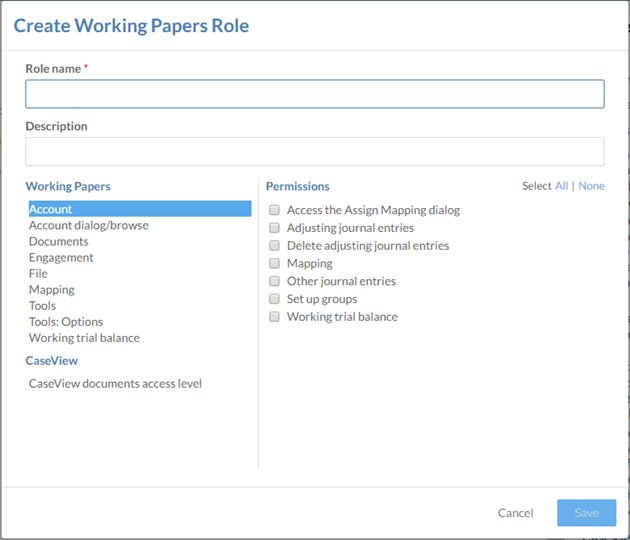 Create Working Papers Role
Role name *
Description
Working Papers
Account
Account dialog/browse
Documents
Engagement
File
Mapping
Tools
Tools: Options
Working trial balance
CaseView
CaseView documents access level
Permissions
Select All | None
Access the Assign Mapping dialog
Adjusting journal entries
Delete adjusting journal entries
Mapping
Other journal entries
Set up groups
Working trial balance
Cancel
Save